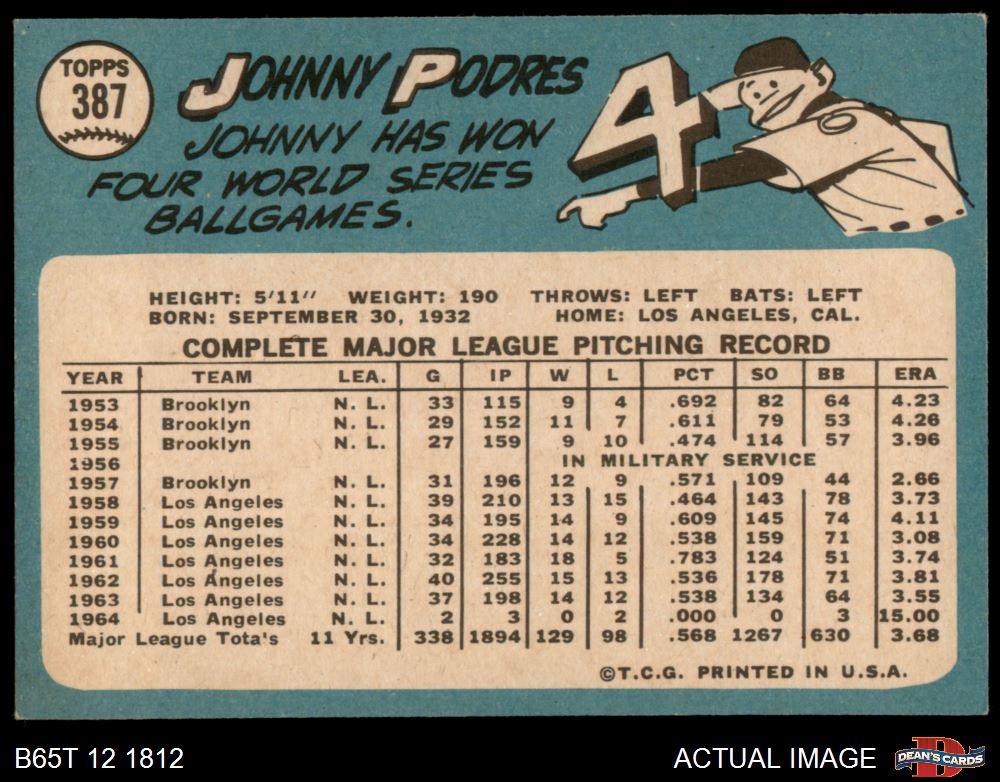 TOPPS
387
JOHNNY PODRES
JOHNNY HAS WON
FOUR WORLD SERIES
BALLGAMES.
4
HEIGHT: 5'11" WEIGHT: 190 THROWS: LEFT BATS: LEFT
BORN: SEPTEMBER 30, 1932 HOME: LOS ANGELES, CAL.
COMPLETE MAJOR LEAGUE PITCHING RECORD
YEAR TEAM LEA. G IP W L PCT SO BB ERA
1953 Brooklyn N. L. 33 115 9 4 .692 82 64 4.23
1954 Brooklyn N. L. 29 152 11 7 .611 79 53 4.26
1955 Brooklyn N. L. 27 159 9 10 .474 114 57 3.96
1956 IN MILITARY SERVICE
1957 Brooklyn N. L. 31 196 12 9 .571 109 44 2.66
1958 Los Angeles N. L. 39 210 13 15 .464 143 78 3.73
1959 Los Angeles N. L. 34 195 14 9 .609 145 74 4.11
1960 Los Angeles N. L. 34 228 14 12 .538 159 71 3.08
1961 Los Angeles N. L. 32 183 18 5 .783 124 51 3.74
1962 Los Angeles N. L. 40 255 15 13 .536 178 71 3.81
1963 Los Angeles N. L. 37 198 14 12 .538 134 64 3.55
1964 Los Angeles N. L. 2 3 0 2 .000 0 3 15.00
Major League Tota's 11 Yrs. 338 1894 129 98 .568 1267 630 3.68
©T.C.G. PRINTED IN U.S.A.
B65T 12 1812 ACTUAL IMAGE
D
DEAN'S CARDS